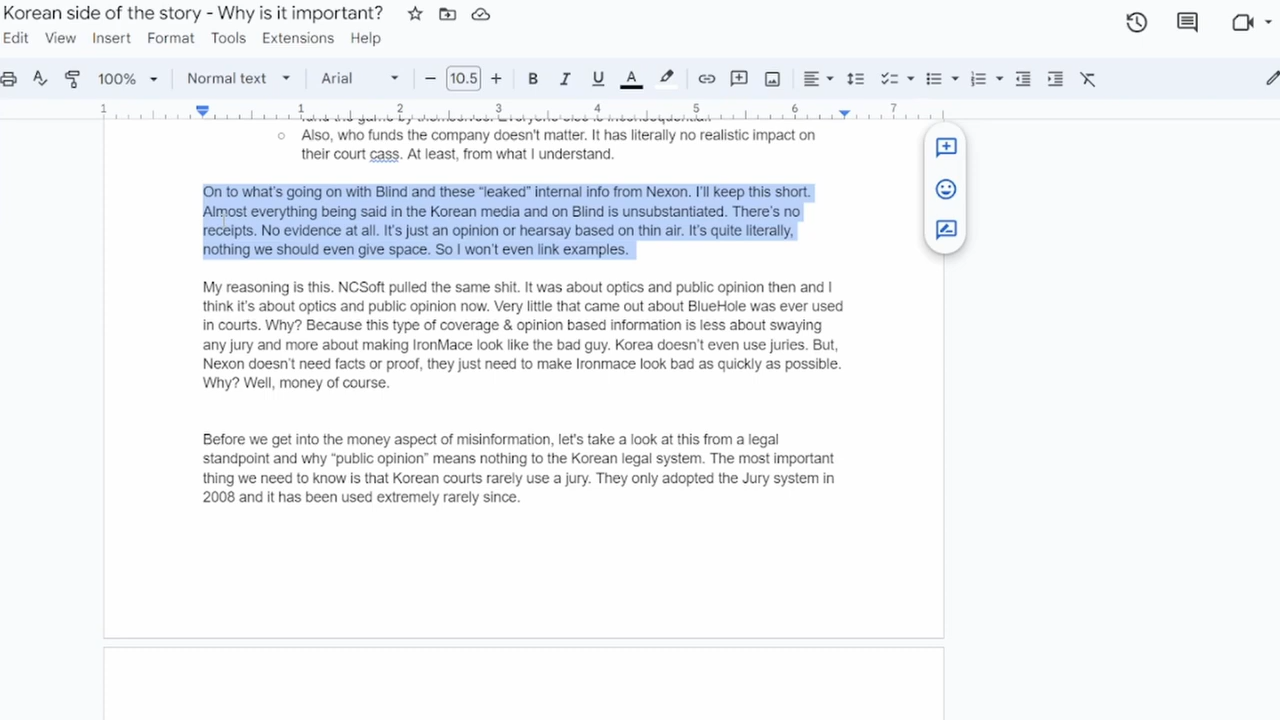 Korean side of the story - Why is it important?
Edit View Insert Format Tools Extensions Help
100% Normal text Arial − 10.5 + B I U A
1 1 2 3 4 5 6 7
Also, who funds the company doesn't matter. It has literally no realistic impact on
their court cass. At least, from what I understand.
On to what's going on with Blind and these “leaked” internal info from Nexon. I'll keep this short.
Almost everything being said in the Korean media and on Blind is unsubstantiated. There's no
receipts. No evidence at all. It's just an opinion or hearsay based on thin air. It's quite literally,
nothing we should even give space. So I won't even link examples.
My reasoning is this. NCSoft pulled the same shit. It was about optics and public opinion then and I
think it's about optics and public opinion now. Very little that came out about BlueHole was ever used
in courts. Why? Because this type of coverage & opinion based information is less about swaying
any jury and more about making IronMace look like the bad guy. Korea doesn't even use juries. But,
Nexon doesn't need facts or proof, they just need to make Ironmace look bad as quickly as possible.
Why? Well, money of course.
Before we get into the money aspect of misinformation, let's take a look at this from a legal
standpoint and why “public opinion” means nothing to the Korean legal system. The most important
thing we need to know is that Korean courts rarely use a jury. They only adopted the Jury system in
2008 and it has been used extremely rarely since.